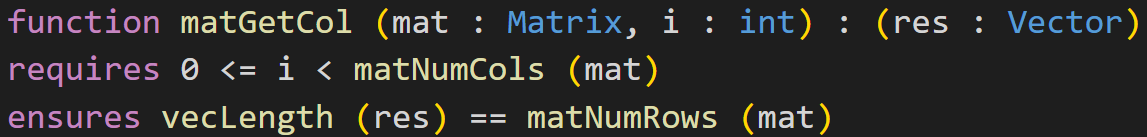 function matGetCol (mat : Matrix, i : int) : (res : Vector)
requires 0 <= i < matNumCols (mat)
ensures vecLength (res) == matNumRows (mat)